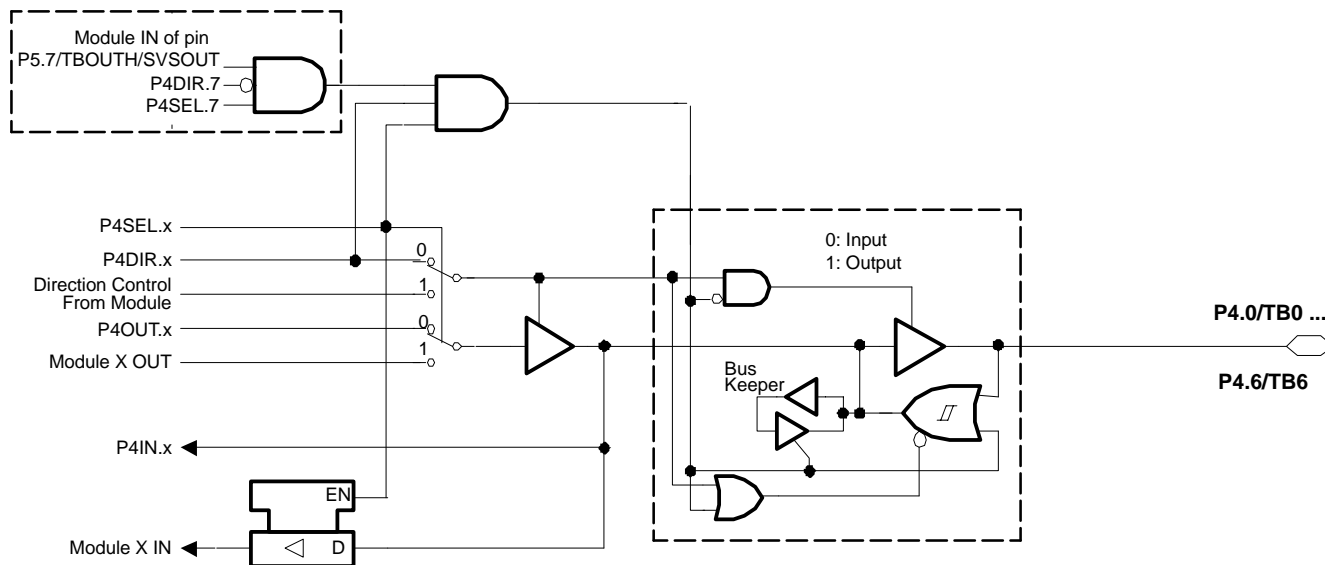 Module IN of pin
P5.7/TBOUTH/SVSOUT
P4DIR.7
P4SEL.7
P4SEL.x
0
P4DIR.x
Direction Control
From Module
1
P4OUT.x
0
Module X OUT
1
0: Input
1: Output
P4.0/TB0 ...
P4.6/TB6
Bus
Keeper
P4IN.x
EN
Module X IN
D